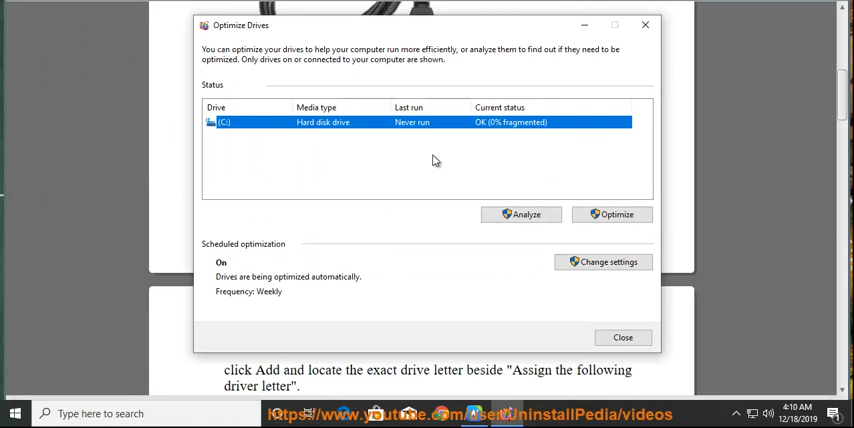 Optimize Drives
You can optimize your drives to help your computer run more efficiently, or analyze them to find out if they need to be
optimized. Only drives on or connected to your computer are shown.
Status
Drive Media type Last run Current status
(C:) Hard disk drive Never run OK (0% fragmented)
Analyze Optimize
Scheduled optimization
On
Drives are being optimized automatically.
Frequency: Weekly
Change settings
Close
click Add and locate the exact drive letter beside "Assign the following
driver letter".
Type here to search
https://www.youtube.com/user/UninstallPedia/videos
4:10 AM
12/18/2019
1